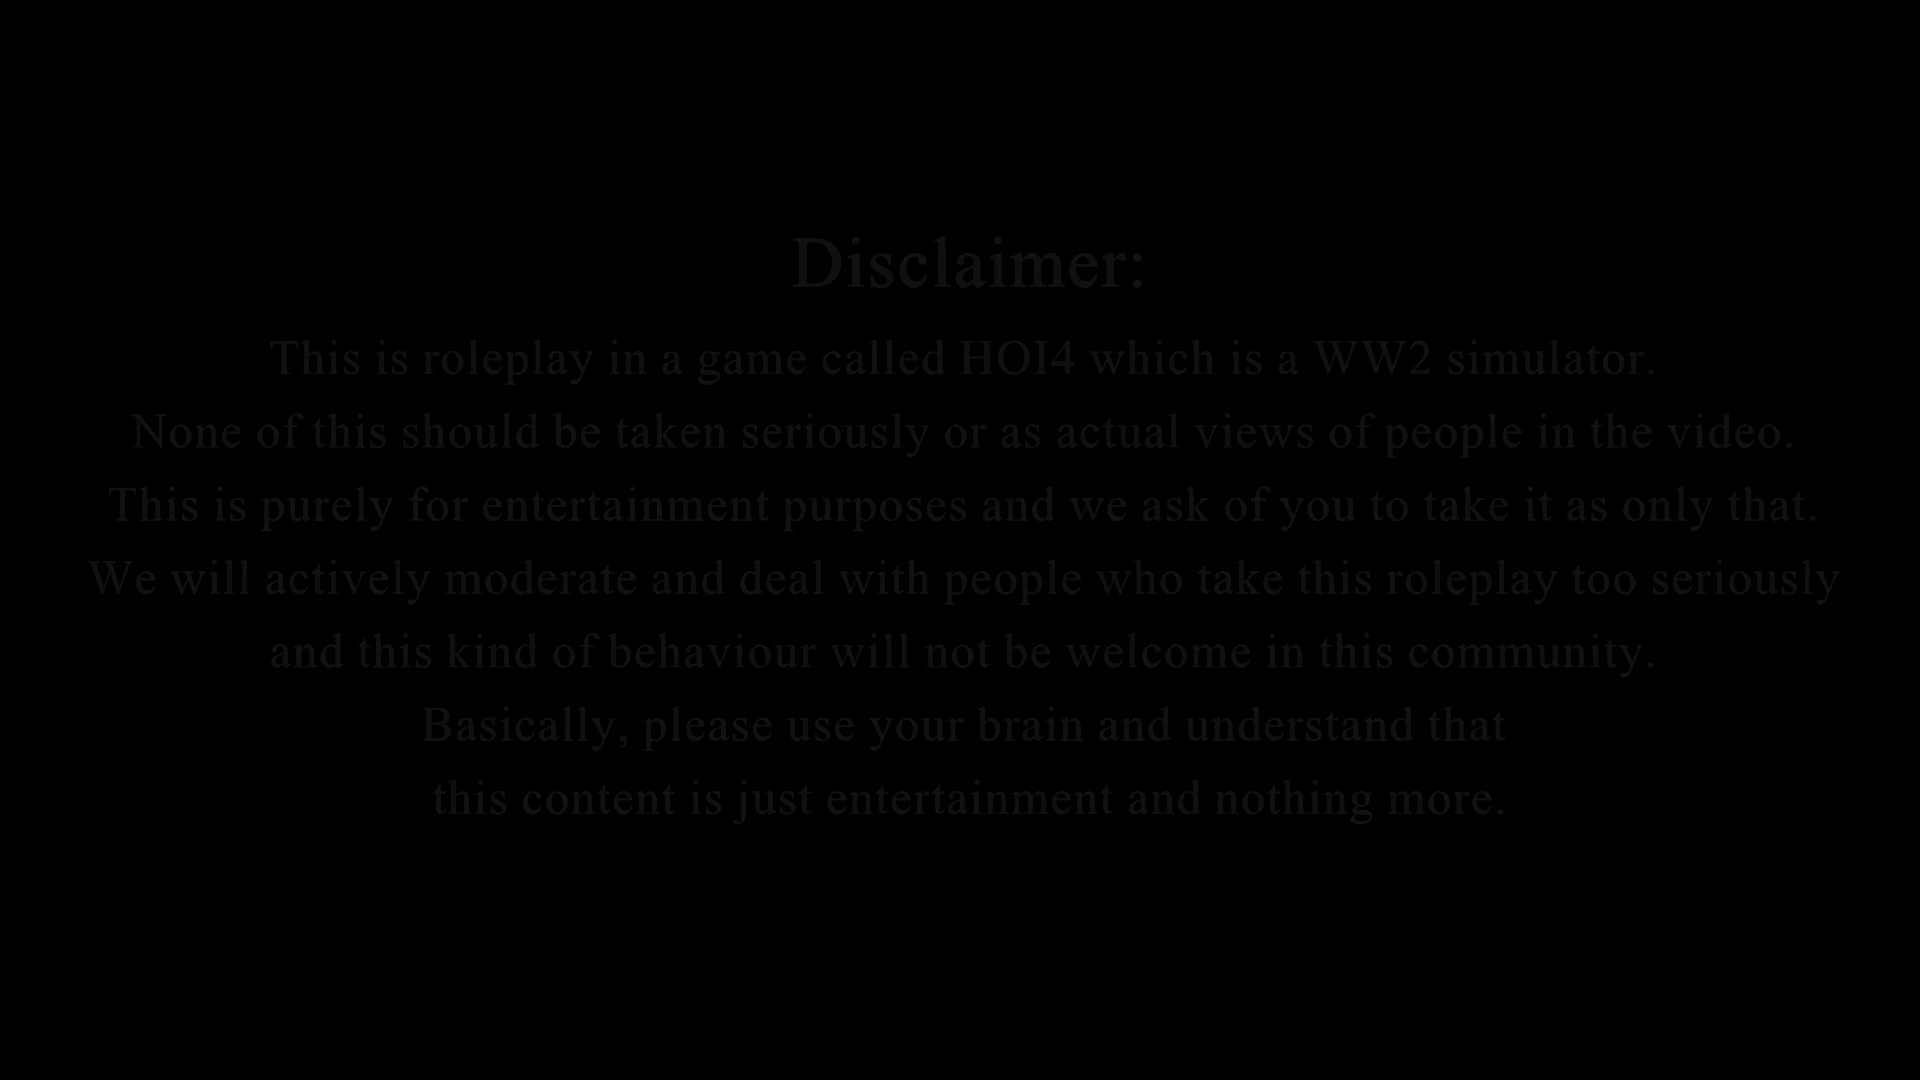 Disclaimer:
This is roleplay in a game called HOI4 which is a WW2 simulator.
None of this should be taken seriously or as actual views of people in the video.
This is purely for entertainment purposes and we ask of you to take it as only that.
We will actively moderate and deal with people who take this roleplay too seriously
and this kind of behaviour will not be welcome in this community.
Basically, please use your brain and understand that
this content is just entertainment and nothing more.